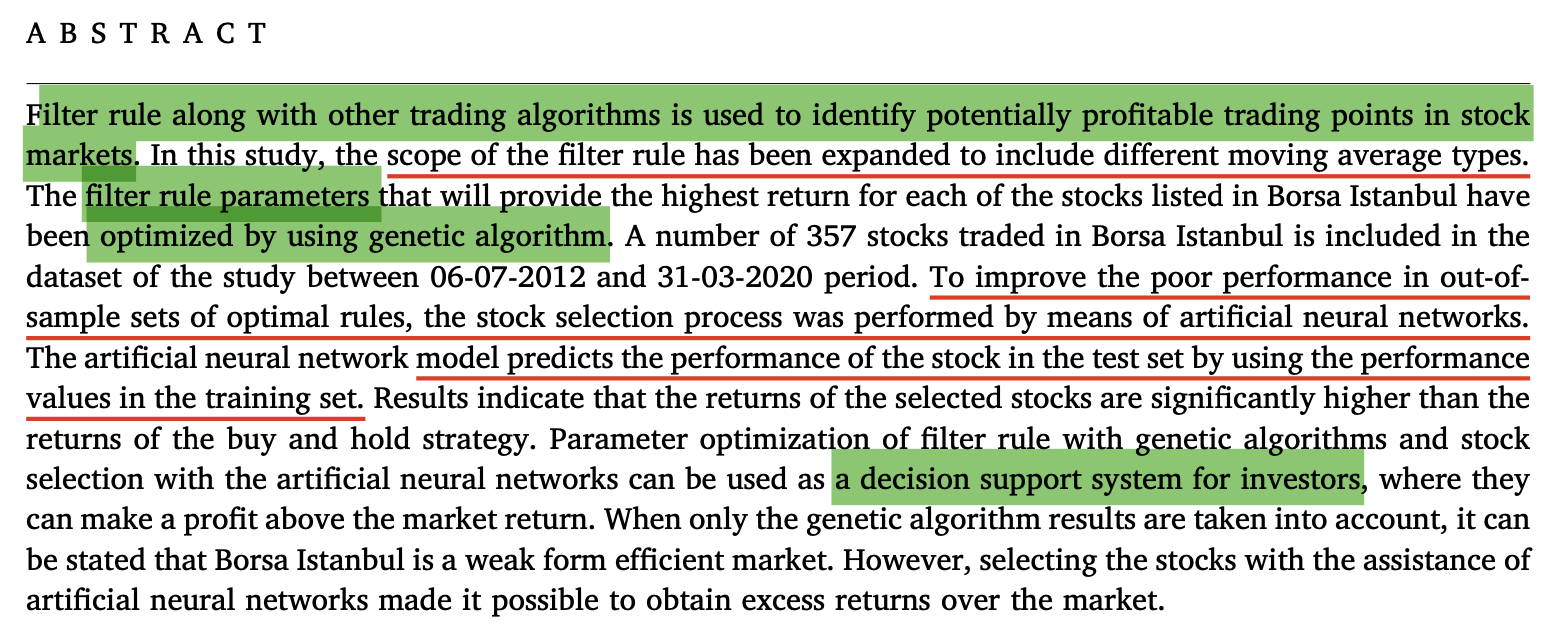 ABSTRACT
Filter rule along with other trading algorithms is used to identify potentially profitable trading points in stock
markets. In this study, the scope of the filter rule has been expanded to include different moving average types.
The filter rule parameters that will provide the highest return for each of the stocks listed in Borsa Istanbul have
been optimized by using genetic algorithm. A number of 357 stocks traded in Borsa Istanbul is included in the
dataset of the study between 06-07-2012 and 31-03-2020 period. To improve the poor performance in out-of-
sample sets of optimal rules, the stock selection process was performed by means of artificial neural networks.
The artificial neural network model predicts the performance of the stock in the test set by using the performance
values in the training set. Results indicate that the returns of the selected stocks are significantly higher than the
returns of the buy and hold strategy. Parameter optimization of filter rule with genetic algorithms and stock
selection with the artificial neural networks can be used as a decision support system for investors, where they
can make a profit above the market return. When only the genetic algorithm results are taken into account, it can
be stated that Borsa Istanbul is a weak form efficient market. However, selecting the stocks with the assistance of
artificial neural networks made it possible to obtain excess returns over the market.